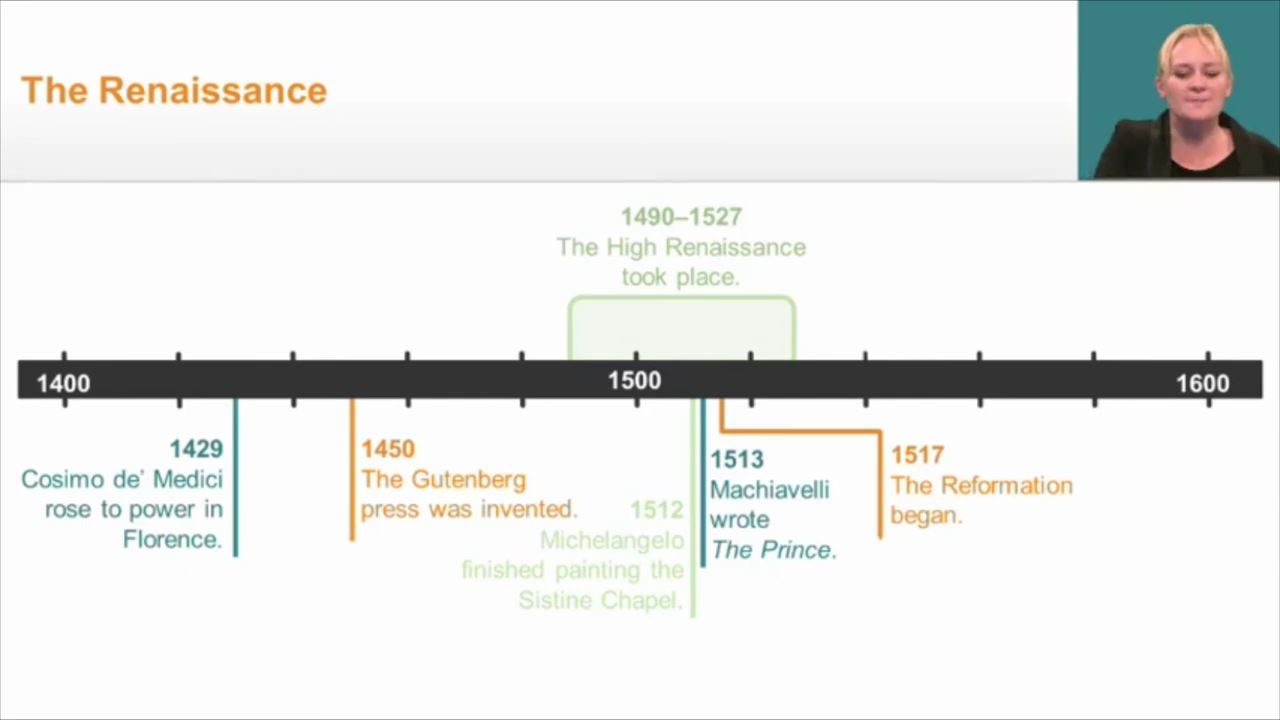 The Renaissance
1490–1527
The High Renaissance
took place.
1400
1500
1600
1429
Cosimo de’ Medici
rose to power in
Florence.
1450
The Gutenberg
press was invented.
1512
Michelangelo
finished painting the
Sistine Chapel.
1513
Machiavelli
wrote
The Prince.
1517
The Reformation
began.